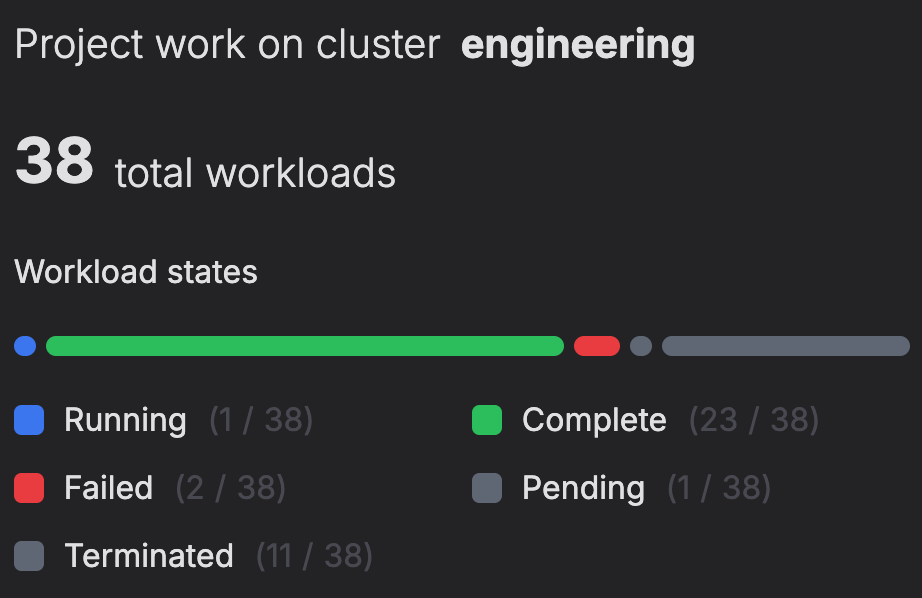 Project work on cluster engineering
38 total workloads
Workload states
Running (1 / 38)
Complete (23 / 38)
Failed (2 / 38)
Pending (1 / 38)
Terminated (11 / 38)